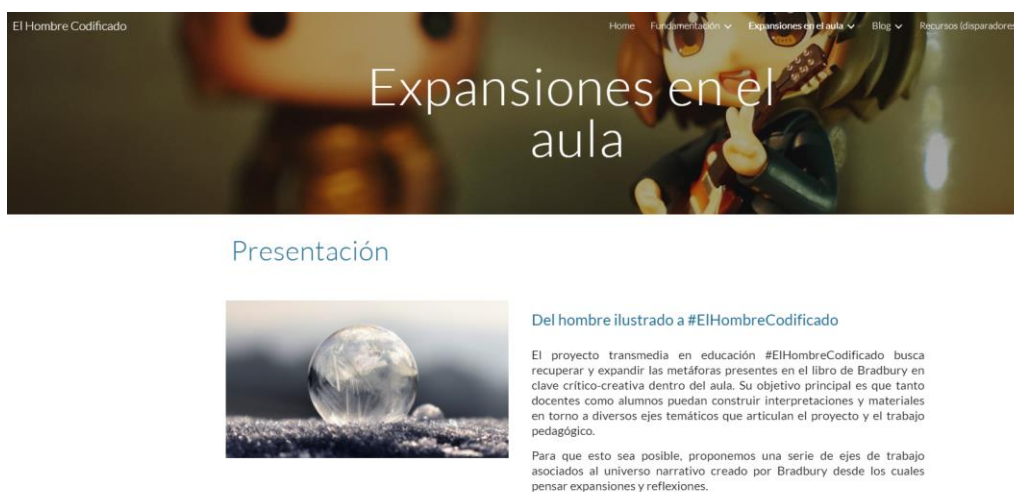 El Hombre Codificado
Home Fundamentación Expansiones en el aula Blog Recursos (disparadores
Expansiones en el
aula
Presentación
Del hombre ilustrado a #ElHombreCodificado
El proyecto transmedia en educación #ElHombreCodificado busca
recuperar y expandir las metáforas presentes en el libro de Bradbury en
clave crítico-creativa dentro del aula. Su objetivo principal es que tanto
docentes como alumnos puedan construir interpretaciones y materiales
en torno a diversos ejes temáticos que articulan el proyecto y el trabajo
pedagógico.
Para que esto sea posible, proponemos una serie de ejes de trabajo
asociados al universo narrativo creado por Bradbury desde los cuales
pensar expansiones y reflexiones.